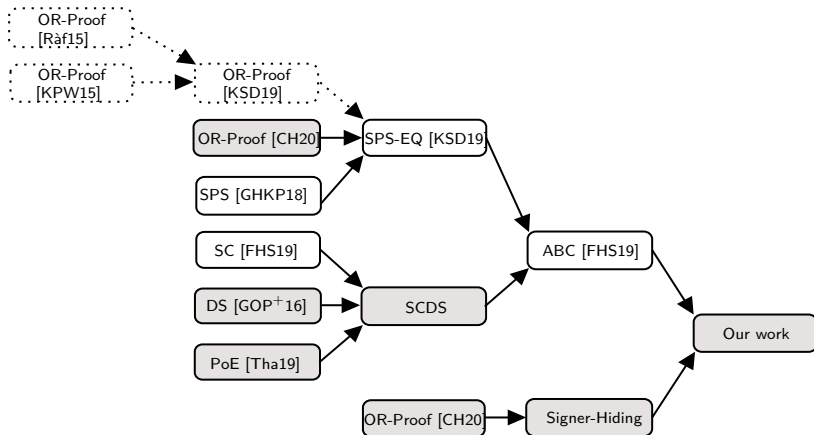 OR-Proof
[Ràf15]
OR-Proof
[KPW15]
OR-Proof
[KSD19]
OR-Proof [CH20]
SPS-EQ [KSD19]
SPS [GHKP18]
SC [FHS19]
ABC [FHS19]
DS [GOP+16]
SCDS
Our work
PoE [Tha19]
OR-Proof [CH20]
Signer-Hiding